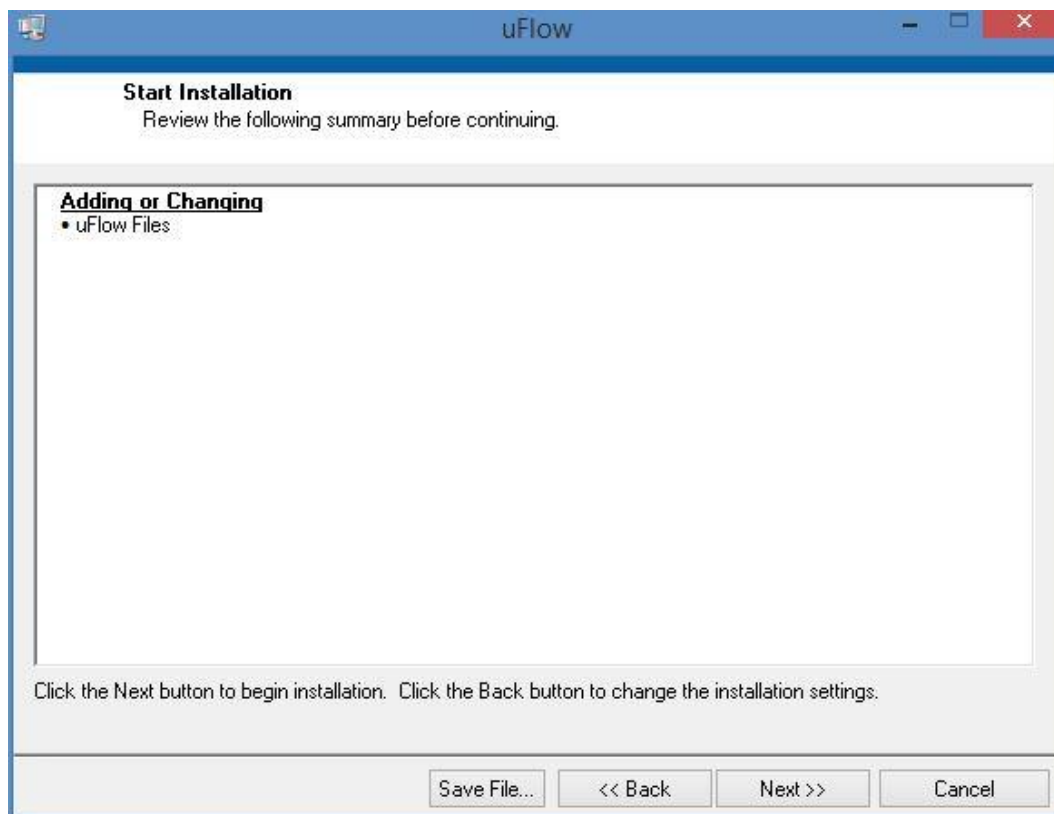 uFlow
Start Installation
Review the following summary before continuing.
Adding or Changing
• uFlow Files
Click the Next button to begin installation.  Click the Back button to change the installation settings.
Save File... << Back Next >> Cancel